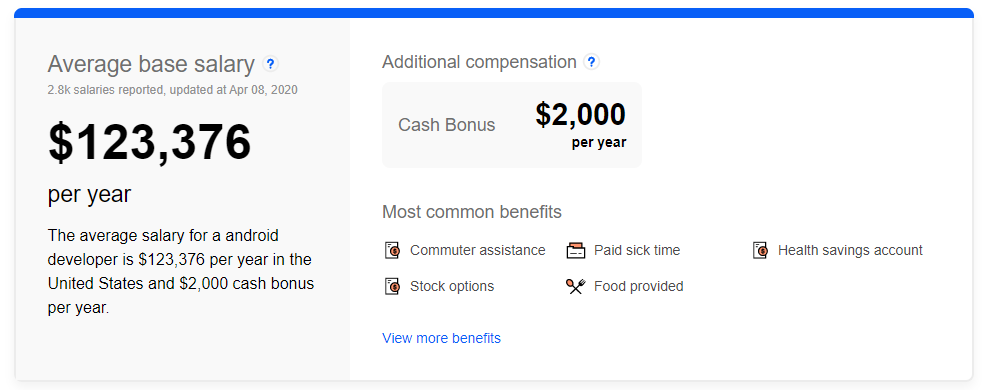 Average base salary ?
2.8k salaries reported, updated at Apr 08, 2020
$123,376
per year
The average salary for a android
developer is $123,376 per year in the
United States and $2,000 cash bonus
per year.
Additional compensation ?
Cash Bonus
$2,000
per year
Most common benefits
Commuter assistance
Paid sick time
Health savings account
Stock options
Food provided
View more benefits